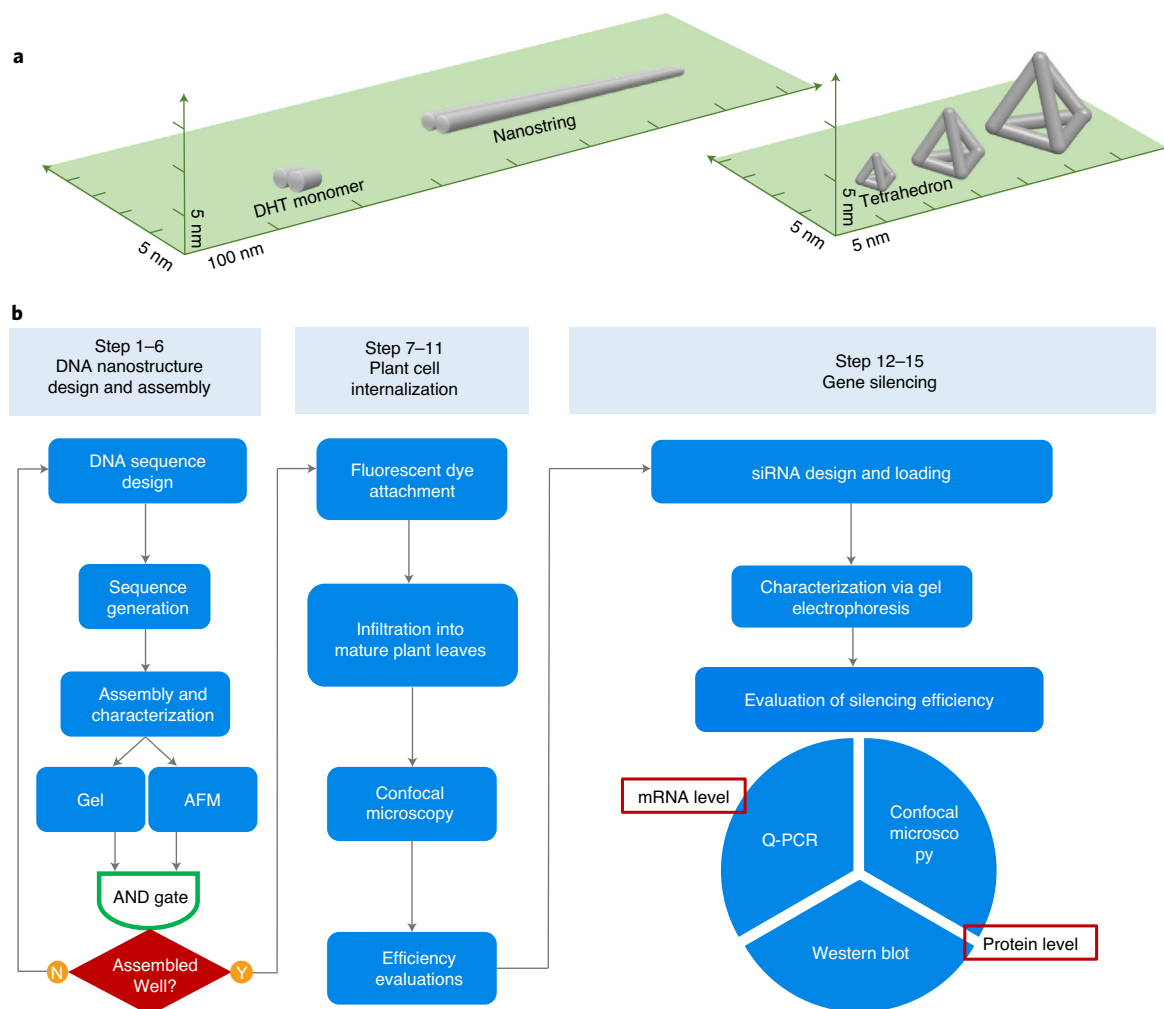 a
Nanostring
DHT monomer
5 nm
5 nm
100 nm
Tetrahedron
5 nm
5 nm
b
Step 1–6
DNA nanostructure
design and assembly
Step 7–11
Plant cell
internalization
Step 12–15
Gene silencing
DNA sequence
design
Sequence
generation
Assembly and
characterization
Gel
AFM
AND gate
Assembled
Well?
N
Y
Fluorescent dye
attachment
Infiltration into
mature plant leaves
Confocal
microscopy
Efficiency
evaluations
siRNA design and loading
Characterization via gel
electrophoresis
Evaluation of silencing efficiency
mRNA level
Q-PCR
Confocal
microsco
py
Western blot
Protein level